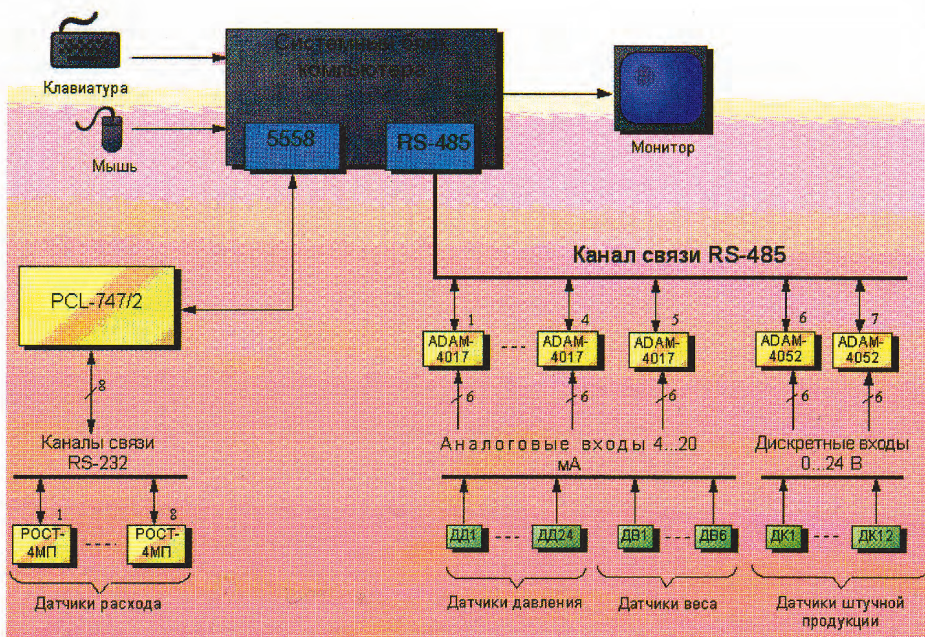 Системный блок
компьютера
Клавиатура
5558
RS-485
Мышь
Монитор
Канал связи RS-485
PCL-747/2
1
4
5
6
7
ADAM-
4017
ADAM-
4017
ADAM-
4017
ADAM-
4052
ADAM-
4052
8
6
6
6
6
6
Каналы связи
RS-232
Аналоговые входы 4...20
мА
Дискретные входы
0...24 В
1
8
РОСТ-
4МП
РОСТ-
4МП
ДД1
ДД24
ДВ1
ДВ6
ДК1
ДК12
Датчики расхода
Датчики давления
Датчики веса
Датчики штучной
продукции